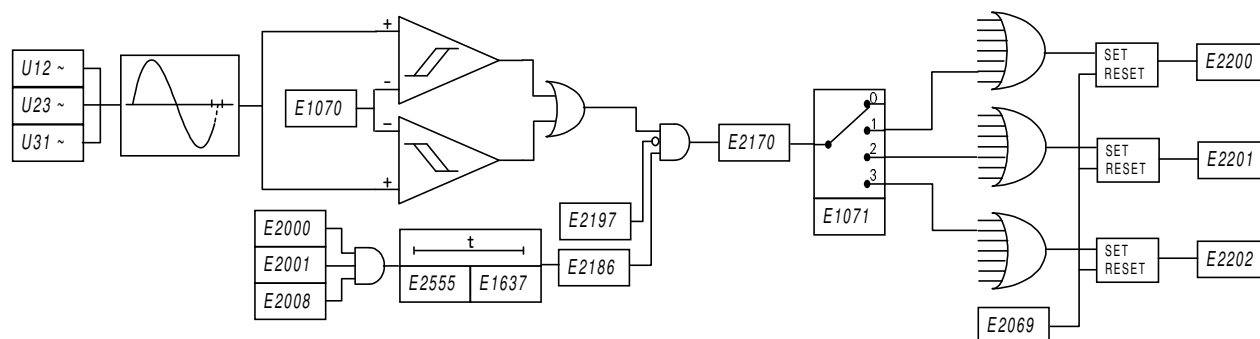 U12 ~
U23 ~
U31 ~
+
-
E1070
-
+
E2000
E2001
E2008
t
E2555 E1637
E2186
E2197
E2170
0
1
2
3
E1071
SET
RESET
E2200
SET
RESET
E2201
SET
RESET
E2202
E2069